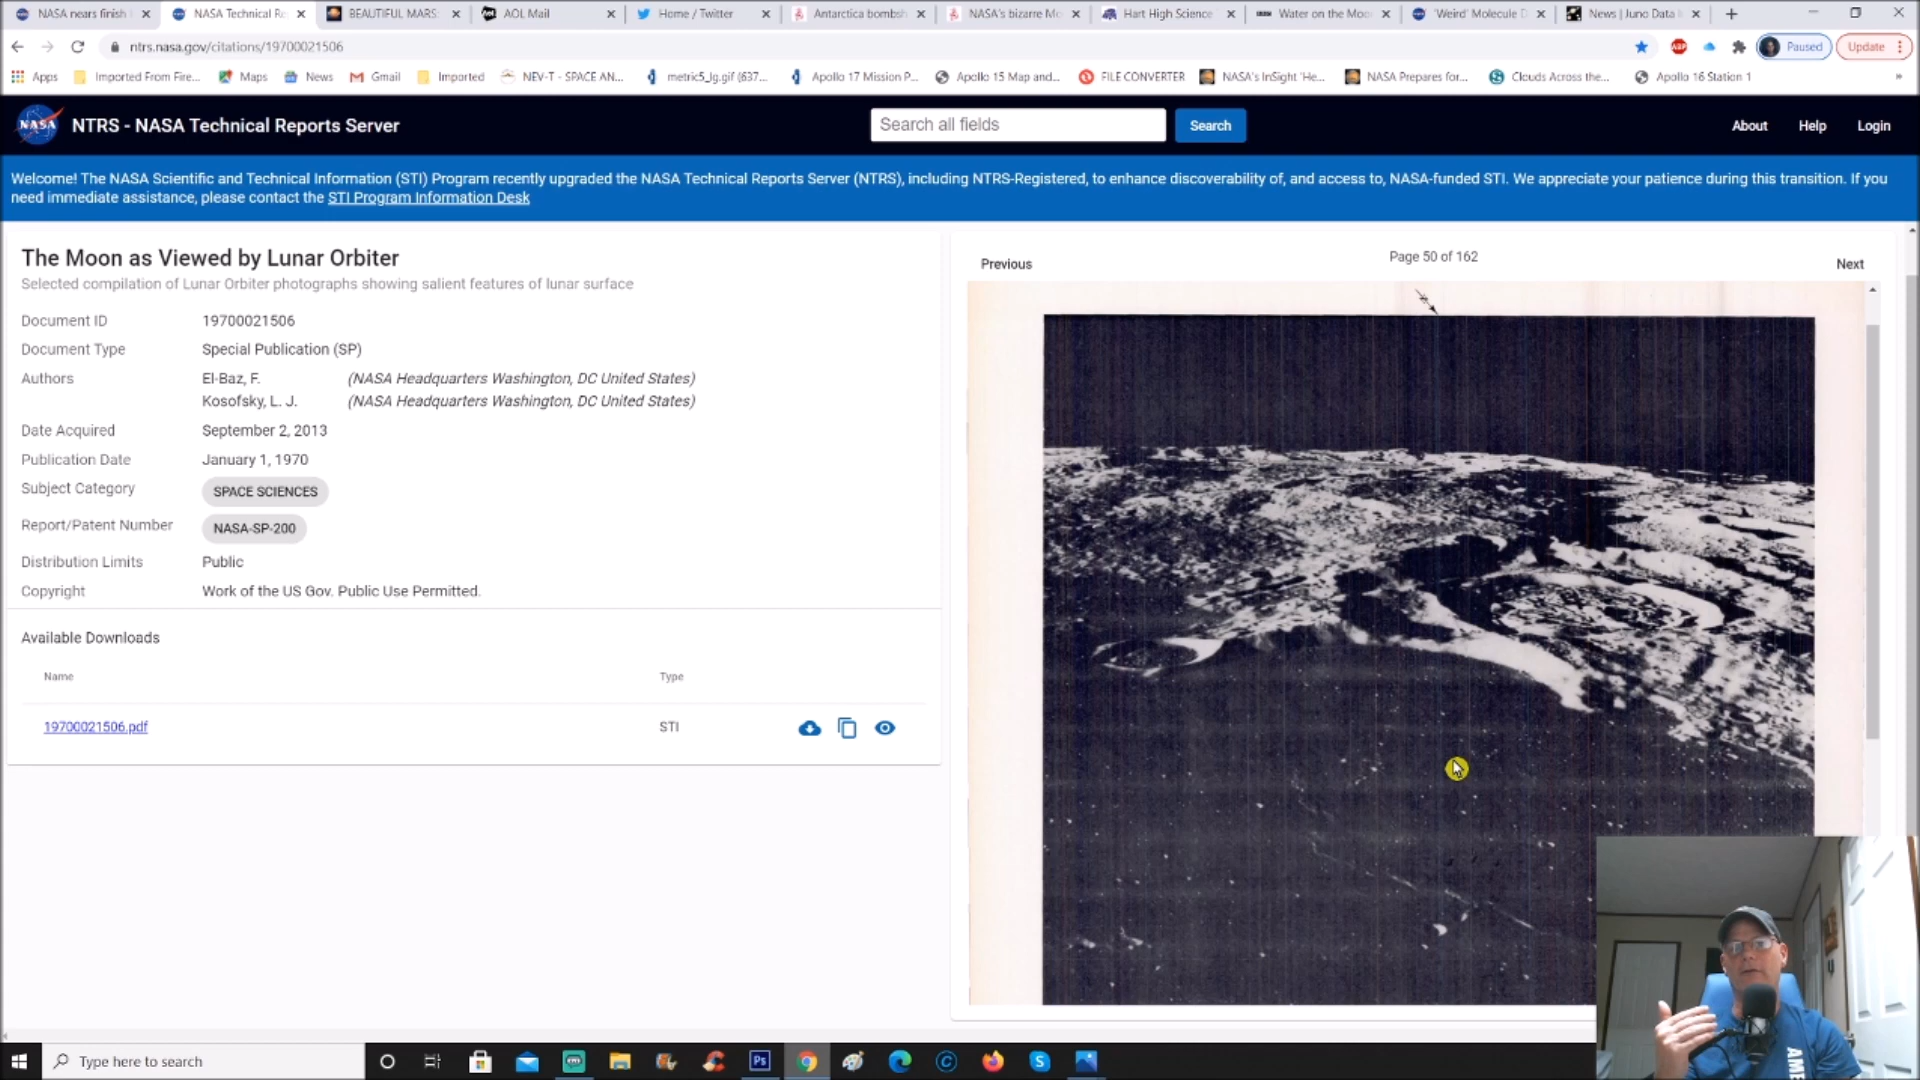 NASA nears finish
NASA Technical Re
BEAUTIFUL MARS:
AOL Mail
Home / Twitter
Antarctica bombsh
NASA's bizarre Mo
Hart High Science
Water on the Moo
'Weird' Molecule D
News | Juno Data I
ntrs.nasa.gov/citations/19700021506
ABP
Paused
Update
Apps
Imported From Fire...
Maps
News
Gmail
Imported
NEV-T - SPACE AN...
metric5_lg.gif (637...
Apollo 17 Mission P...
Apollo 15 Map and...
FILE CONVERTER
NASA's InSight 'He...
NASA Prepares for...
Clouds Across the...
Apollo 16 Station 1
»
NASA
NTRS - NASA Technical Reports Server
Search all fields
Search
About
Help
Login
Welcome! The NASA Scientific and Technical Information (STI) Program recently upgraded the NASA Technical Reports Server (NTRS), including NTRS-Registered, to enhance discoverability of, and access to, NASA-funded STI. We appreciate your patience during this transition. If you
need immediate assistance, please contact the STI Program Information Desk
The Moon as Viewed by Lunar Orbiter
Selected compilation of Lunar Orbiter photographs showing salient features of lunar surface
Document ID 19700021506
Document Type Special Publication (SP)
Authors El-Baz, F. (NASA Headquarters Washington, DC United States)
Kosofsky, L. J. (NASA Headquarters Washington, DC United States)
Date Acquired September 2, 2013
Publication Date January 1, 1970
Subject Category SPACE SCIENCES
Report/Patent Number NASA-SP-200
Distribution Limits Public
Copyright Work of the US Gov. Public Use Permitted.
Available Downloads
Name Type
19700021506.pdf STI
Previous
Page 50 of 162
Next
AME
Type here to search
Ps